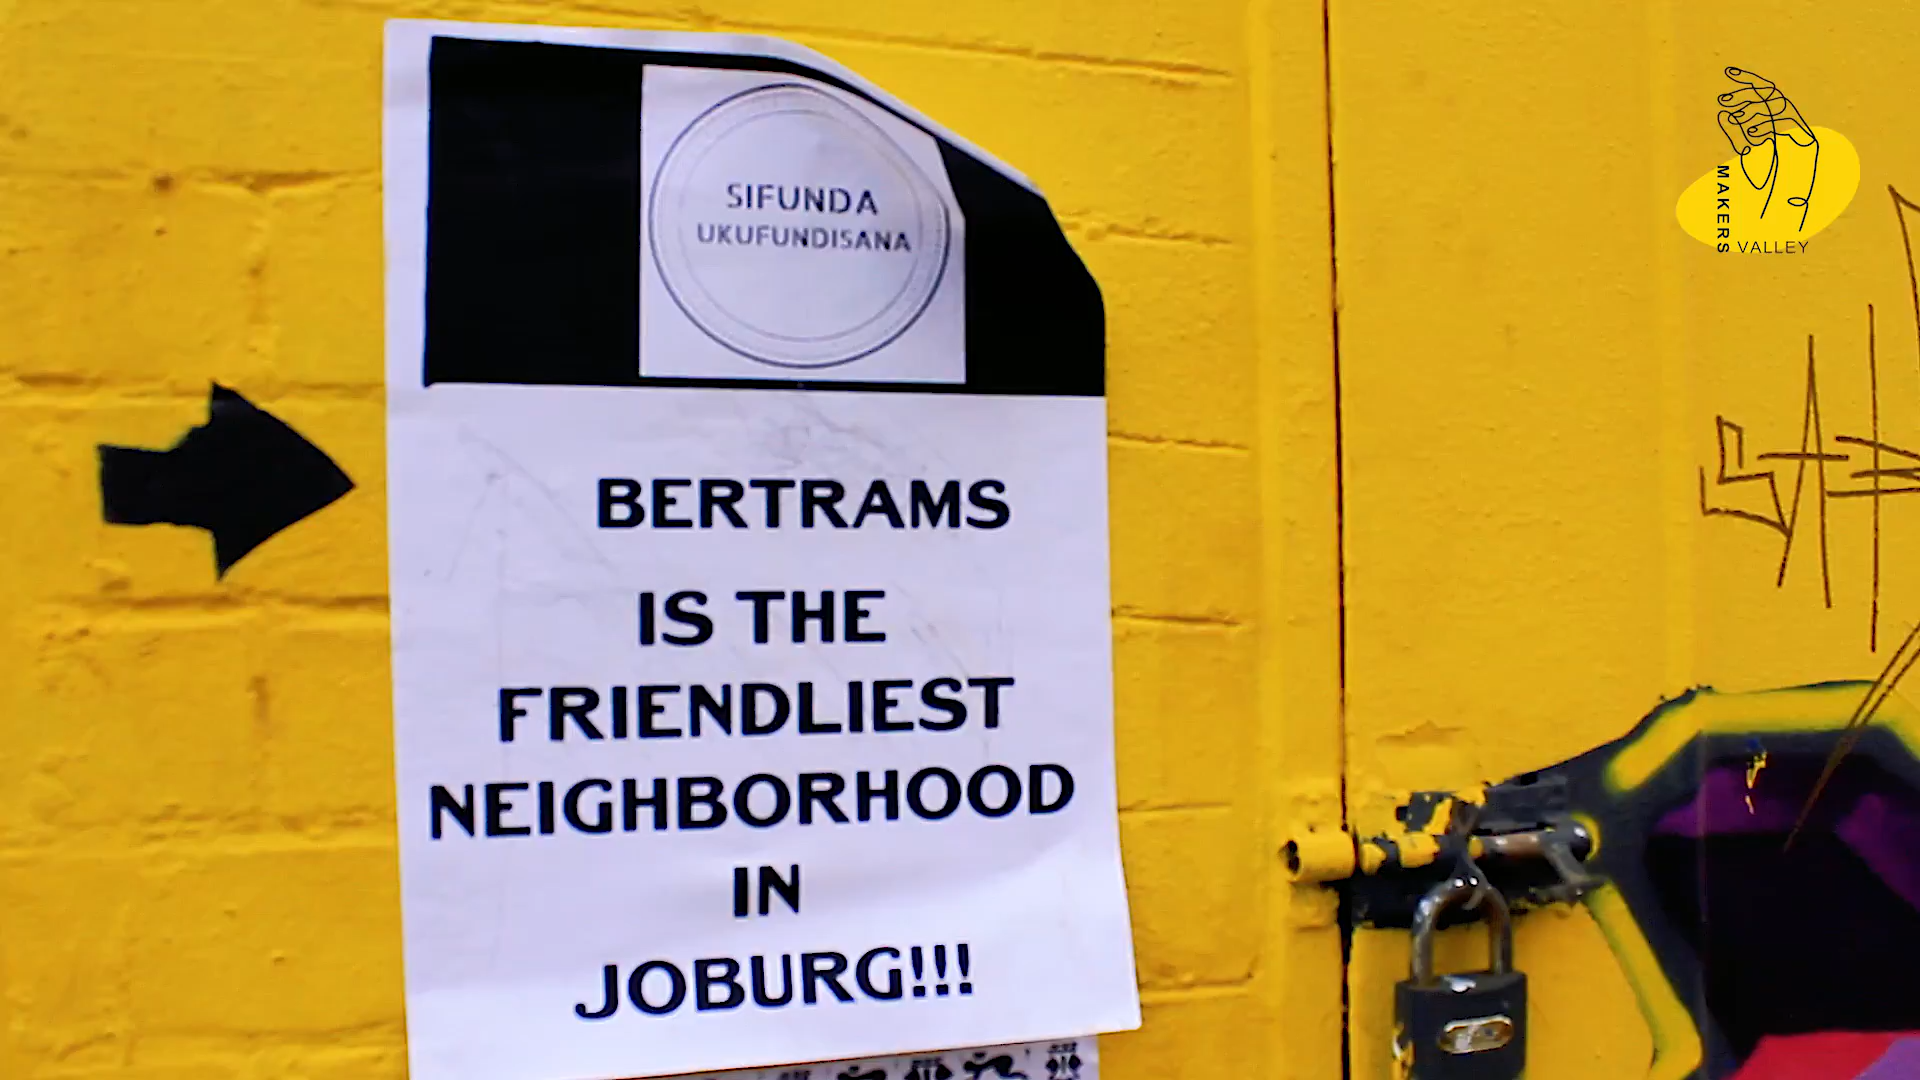 SIFUNDA
UKUFUNDISANA
BERTRAMS
IS THE
FRIENDLIEST
NEIGHBORHOOD
IN
JOBURG!!!
MAKERS
VALLEY